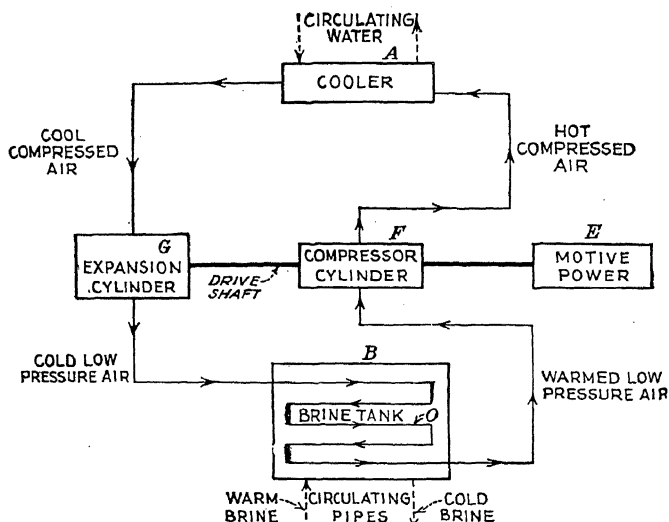 CIRCULATING
WATER
A
COOLER
COOL
COMPRESSED
AIR
HOT
COMPRESSED
AIR
G
EXPANSION
CYLINDER
DRIVE
SHAFT
F
COMPRESSOR
CYLINDER
E
MOTIVE
POWER
COLD LOW
PRESSURE AIR
B
BRINE TANK
O
WARMED LOW
PRESSURE AIR
WARM
BRINE
CIRCULATING
PIPES
COLD
BRINE